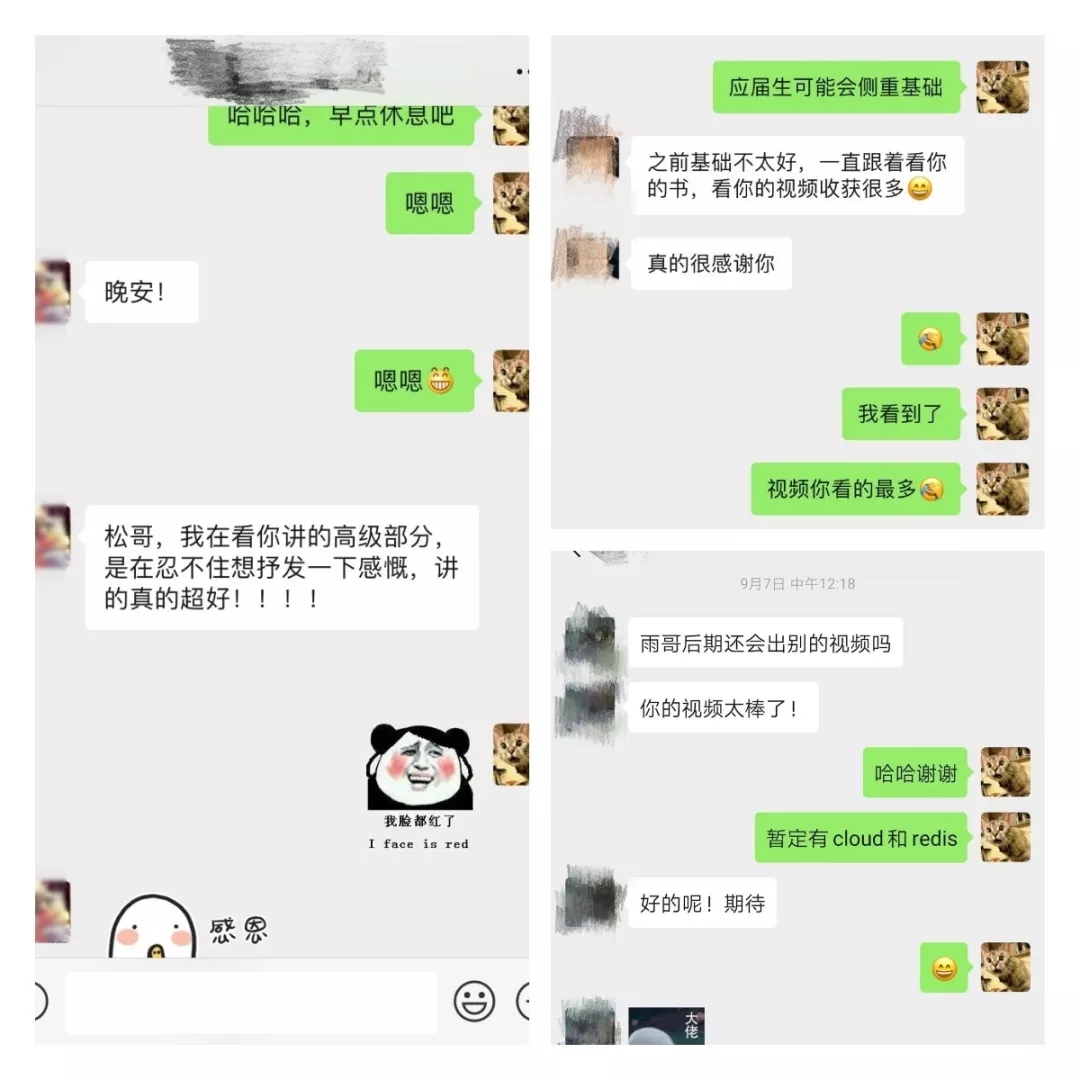 哈哈哈，早点休息吧
嗯嗯
晚安！
嗯嗯
松哥，我在看你讲的高级部分，
是在忍不住想抒发一下感慨，讲
的真的超好！！！！
我脸都红了
I face is red
感恩
应届生可能会侧重基础
之前基础不太好，一直跟着看你
的书，看你的视频收获很多
真的很感谢你
我看到了
视频你看的最多
9月7日 中午12:18
雨哥后期还会出别的视频吗
你的视频太棒了！
哈哈谢谢
暂定有 cloud 和 redis
好的呢！期待
大佬